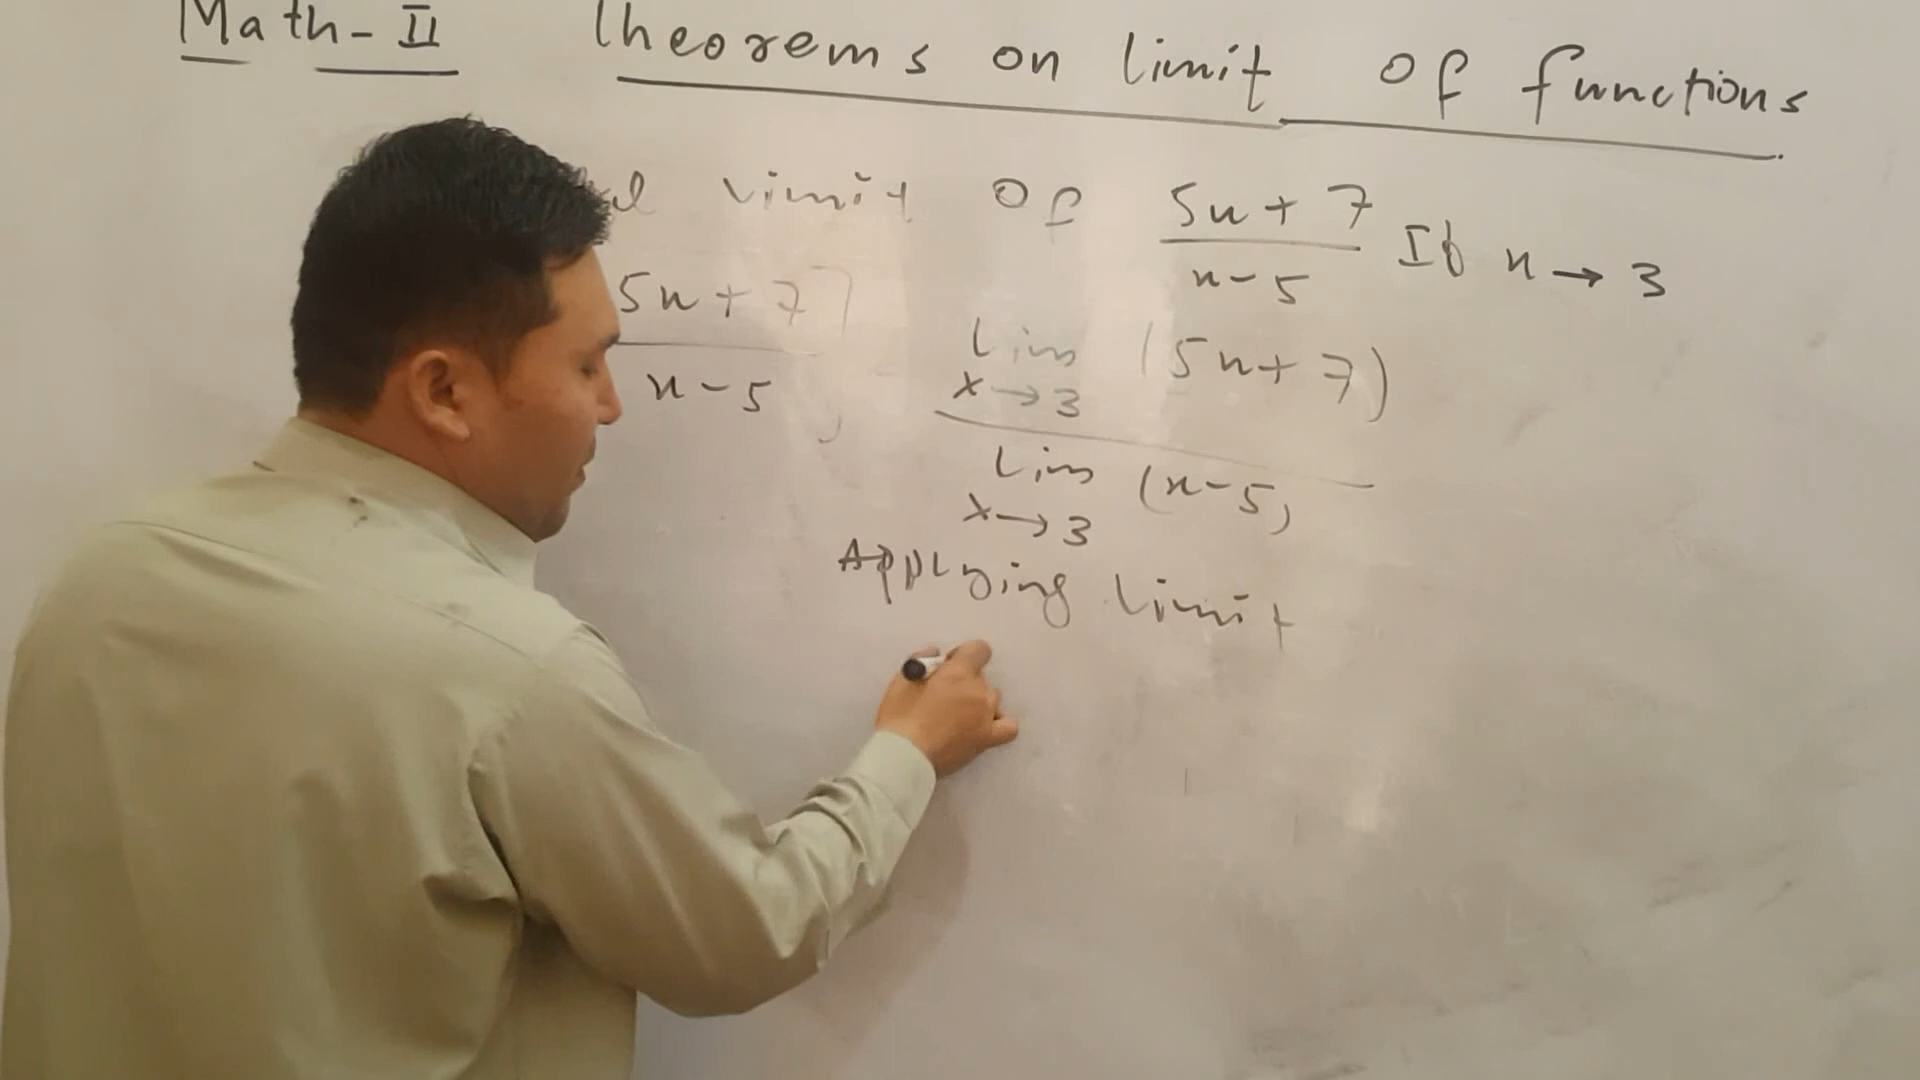 Math-II Theorems on limit of functions
limit of 5x+7 If x→3
x-5
5x+7
x-5
Lim (5x+7)
x→3
Lim (x-5)
x→3
Applying limit